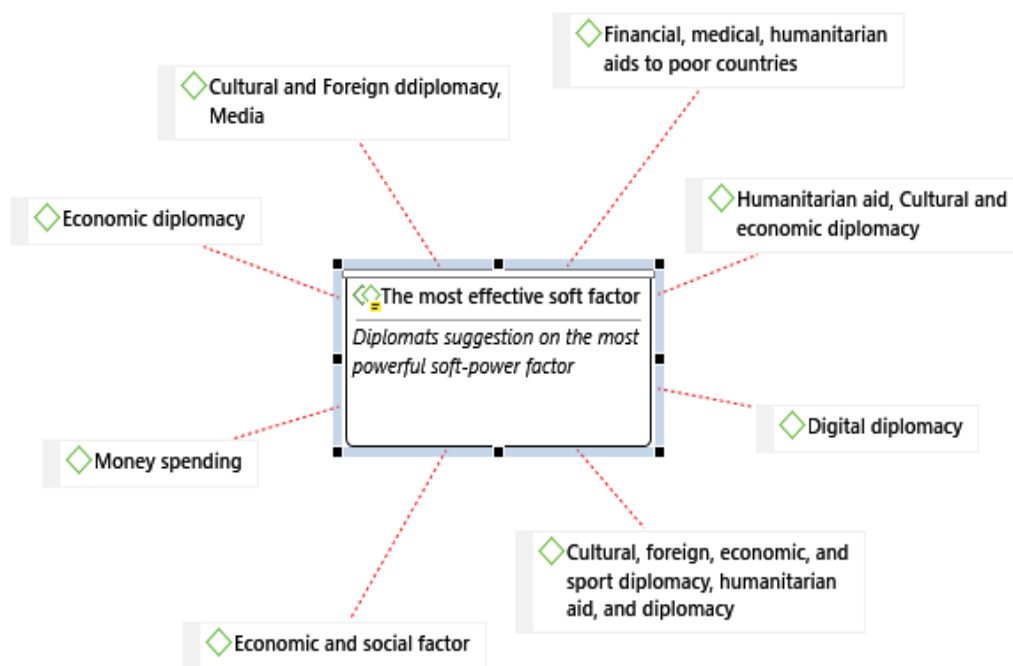 Financial, medical, humanitarian
aids to poor countries
Cultural and Foreign ddiplomacy,
Media
Humanitarian aid, Cultural and
economic diplomacy
Economic diplomacy
The most effective soft factor
Diplomats suggestion on the most
powerful soft-power factor
Digital diplomacy
Money spending
Cultural, foreign, economic, and
sport diplomacy, humanitarian
aid, and diplomacy
Economic and social factor